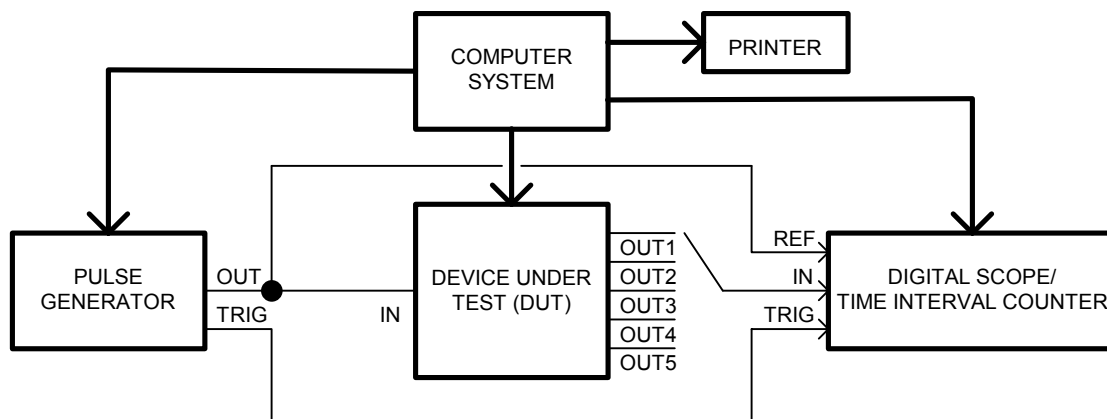 COMPUTER
SYSTEM
PRINTER
PULSE
GENERATOR
OUT
TRIG
IN
DEVICE UNDER
TEST (DUT)
OUT1
OUT2
OUT3
OUT4
OUT5
REF
IN
TRIG
DIGITAL SCOPE/
TIME INTERVAL COUNTER